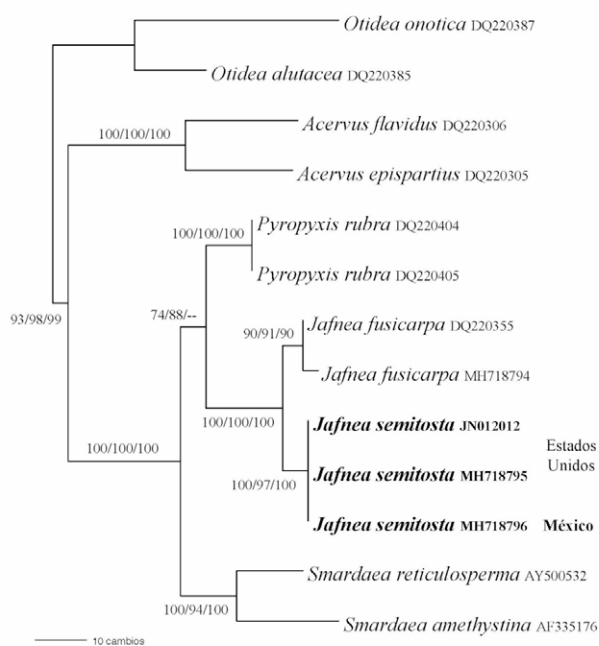 Otidea onotica DQ220387
Otidea alutacea DQ220385
Acervus flavidus DQ220306
100/100/100
Acervus epispartius DQ220305
Pyropyxis rubra DQ220404
100/100/100
Pyropyxis rubra DQ220405
93/98/99
74/88/--
Jafnea fusicarpa DQ220355
90/91/90
Jafnea fusicarpa MH718794
100/100/100
Jafnea semitosta JN012012
Estados
Unidos
100/100/100
Jafnea semitosta MH718795
100/97/100
Jafnea semitosta MH718796 México
Smardaea reticulosperma AY500532
100/94/100
Smardaea amethystina AF335176
10 cambios